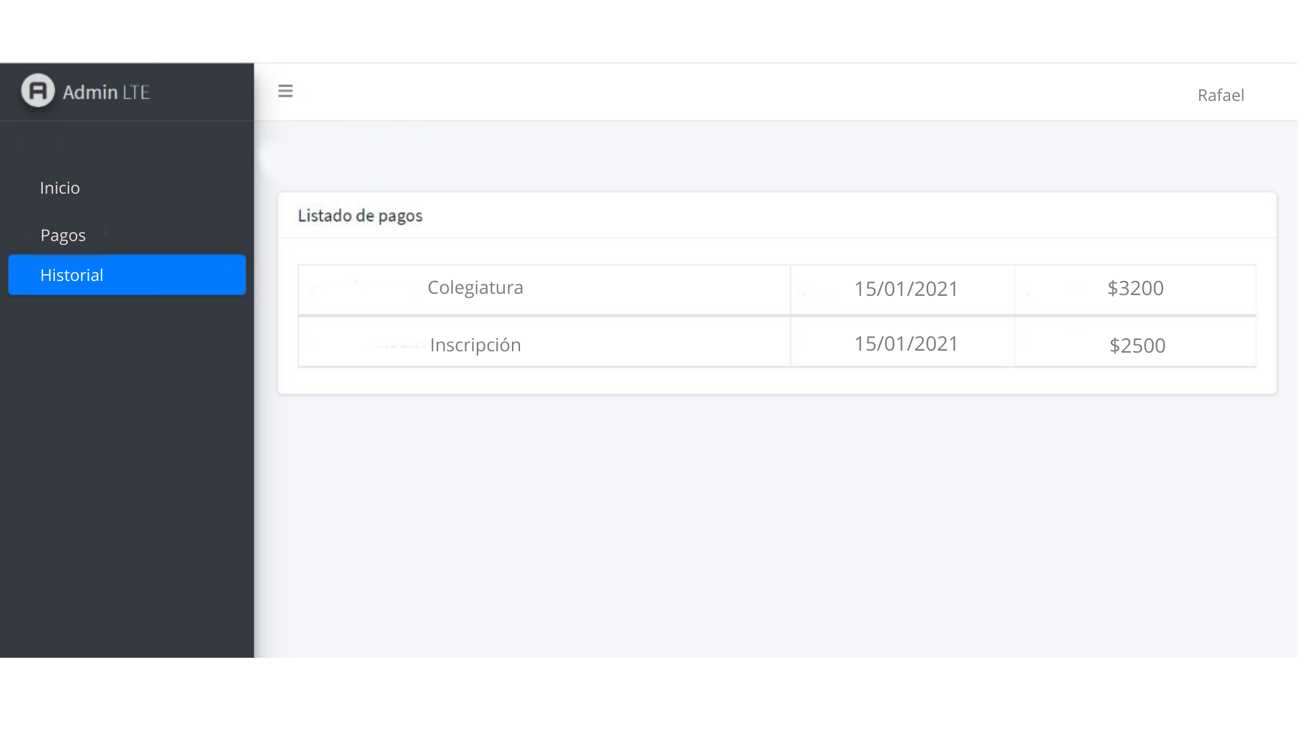 Admin LTE
Rafael
Inicio
Pagos
Historial
Listado de pagos
Colegiatura 15/01/2021 $3200
Inscripción 15/01/2021 $2500